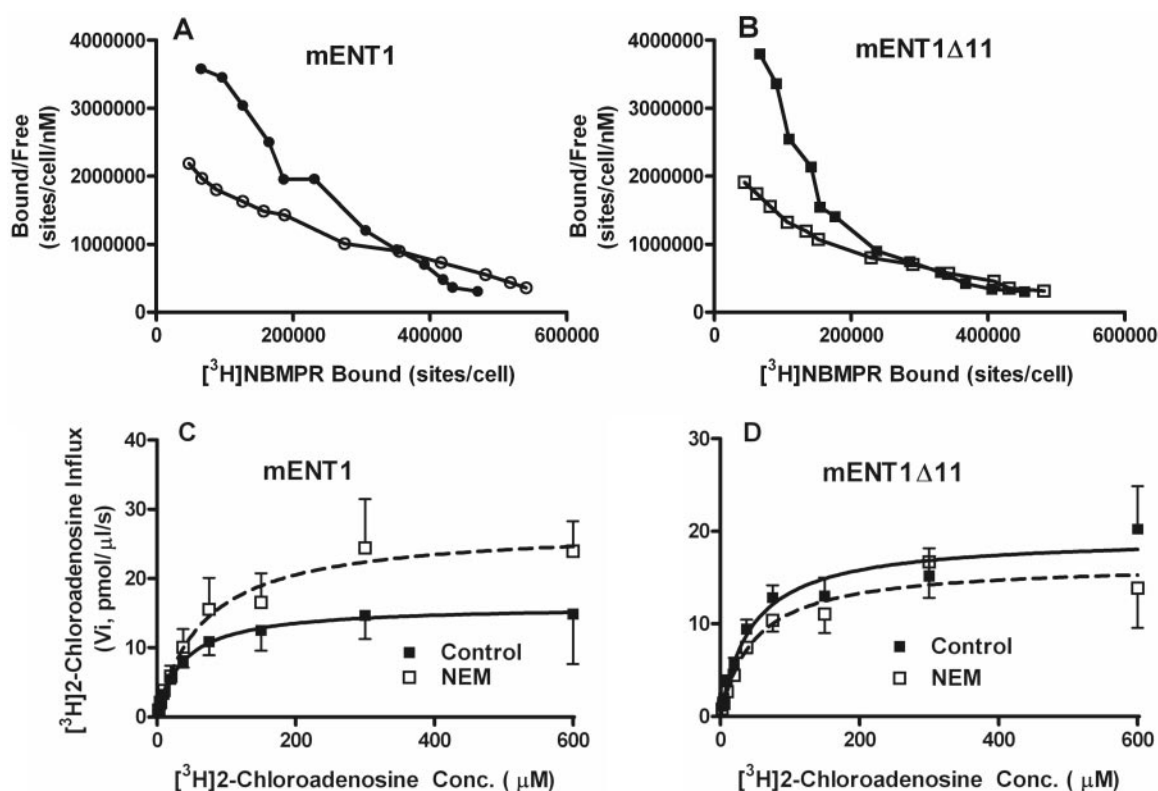 A
mENT1
Bound/Free
(sites/cell/nM)
4000000
3000000
2000000
1000000
0
0
200000
400000
600000
[³H]NBMPR Bound (sites/cell)
B
mENT1Δ11
Bound/Free
(sites/cell/nM)
4000000
3000000
2000000
1000000
0
0
200000
400000
600000
[³H]NBMPR Bound (sites/cell)
C
mENT1
[³H]2-Chloroadenosine Influx
(Vi, pmol/μl/s)
40
30
20
10
0
Control
NEM
0
200
400
600
[³H]2-Chloroadenosine Conc. ( μM)
D
mENT1Δ11
30
20
10
0
Control
NEM
0
200
400
600
[³H]2-Chloroadenosine Conc. ( μM)